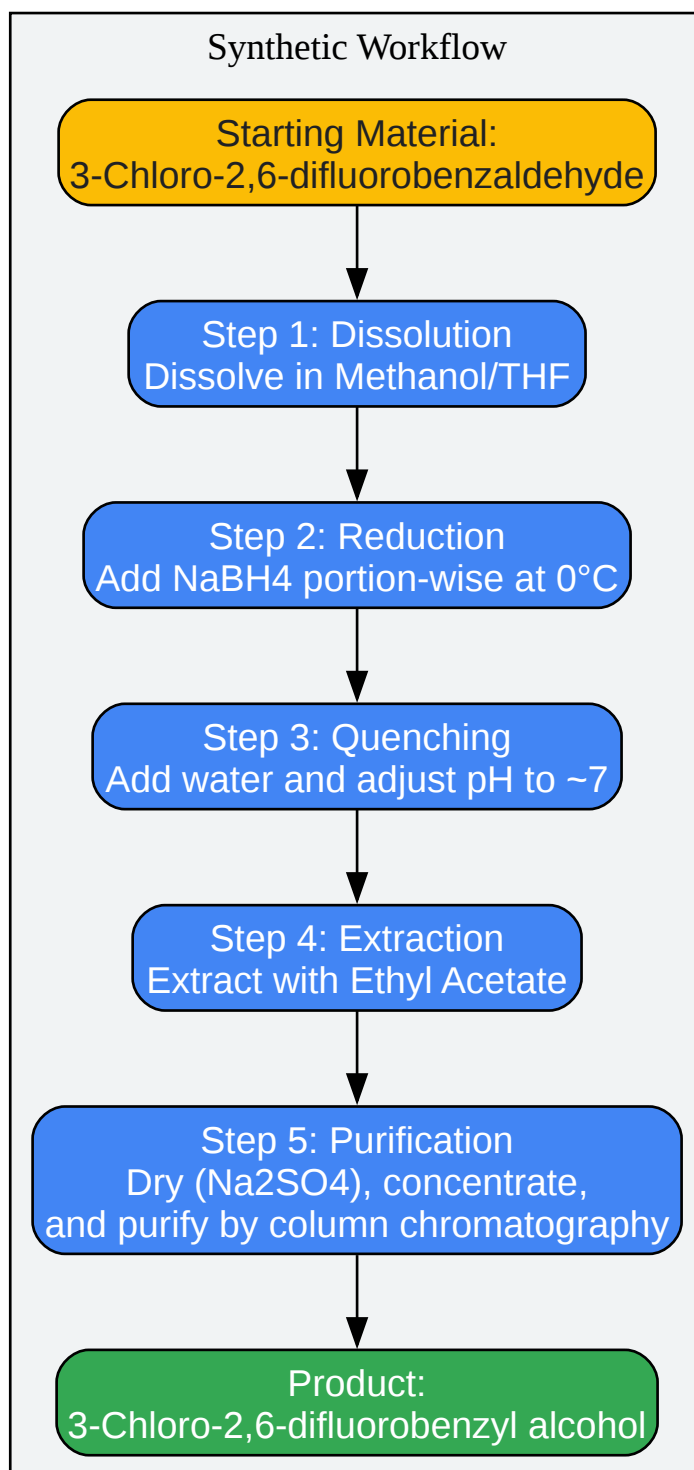 Synthetic Workflow
Starting Material:
3-Chloro-2,6-difluorobenzaldehyde
Step 1: Dissolution
Dissolve in Methanol/THF
Step 2: Reduction
Add NaBH4 portion-wise at 0°C
Step 3: Quenching
Add water and adjust pH to ~7
Step 4: Extraction
Extract with Ethyl Acetate
Step 5: Purification
Dry (Na2SO4), concentrate,
and purify by column chromatography
Product:
3-Chloro-2,6-difluorobenzyl alcohol